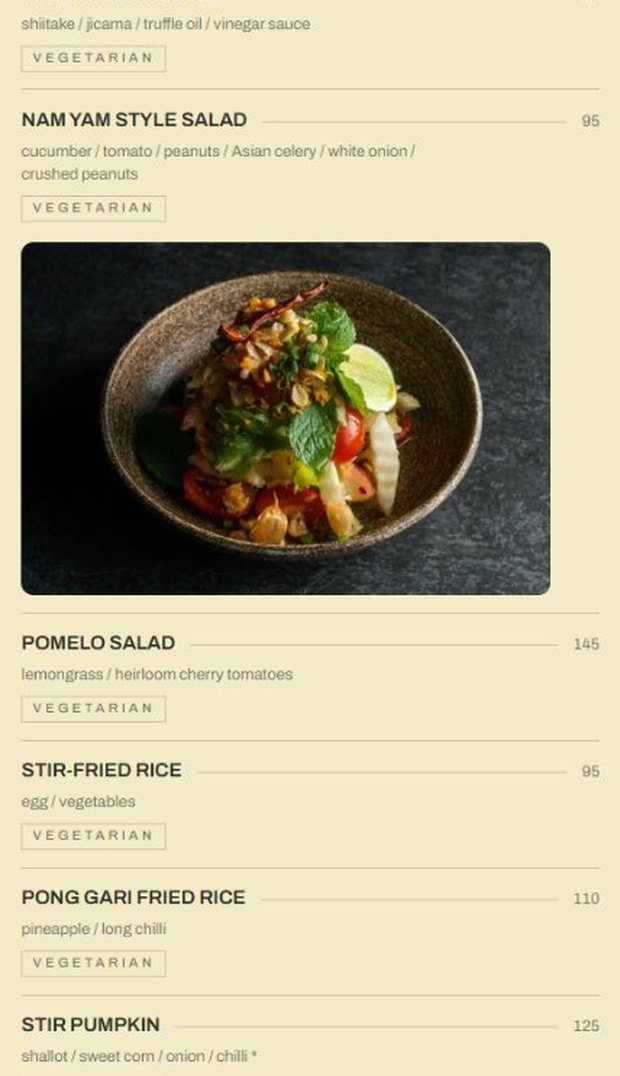 shiitake / jicama / truffle oil / vinegar sauce
VEGETARIAN
NAM YAM STYLE SALAD 95
cucumber / tomato / peanuts / Asian celery / white onion /
crushed peanuts
VEGETARIAN
POMELO SALAD 145
lemongrass / heirloom cherry tomatoes
VEGETARIAN
STIR-FRIED RICE 95
egg / vegetables
VEGETARIAN
PONG GARI FRIED RICE 110
pineapple / long chilli
VEGETARIAN
STIR PUMPKIN 125
shallot / sweet corn / onion / chilli *